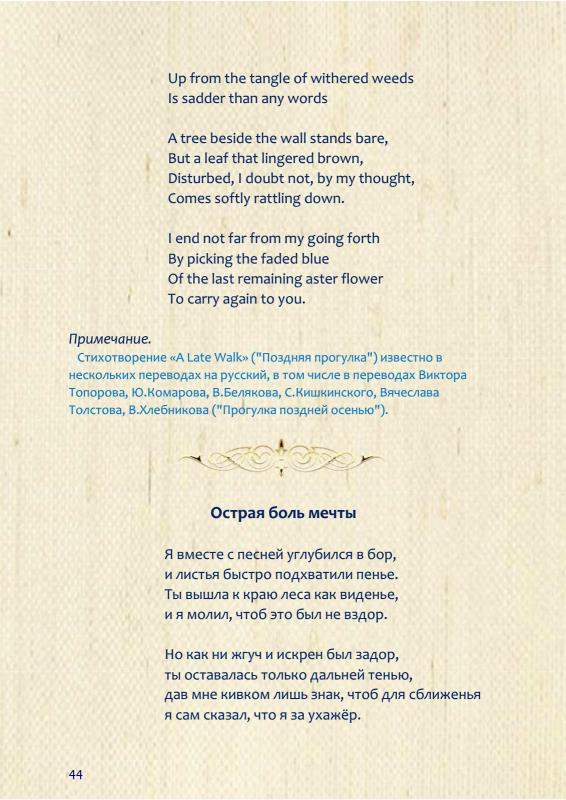 Up from the tangle of withered weeds
Is sadder than any words
A tree beside the wall stands bare,
But a leaf that lingered brown,
Disturbed, I doubt not, by my thought,
Comes softly rattling down.
I end not far from my going forth
By picking the faded blue
Of the last remaining aster flower
To carry again to you.
Примечание.
Стихотворение «A Late Walk» ("Поздняя прогулка") известно в
нескольких переводах на русский, в том числе в переводах Виктора
Топорова, Ю.Комарова, В.Белякова, С.Кишкинского, Вячеслава
Толстова, В.Хлебникова ("Прогулка поздней осенью").
Острая боль мечты
Я вместе с песней углубился в бор,
и листья быстро подхватили пенье.
Ты вышла к краю леса как виденье,
и я молил, чтоб это был не вздор.
Но как ни жгуч и искрен был задор,
ты оставалась только дальней тенью,
дав мне кивком лишь знак, чтоб для сближенья
я сам сказал, что я за ухажёр.
44